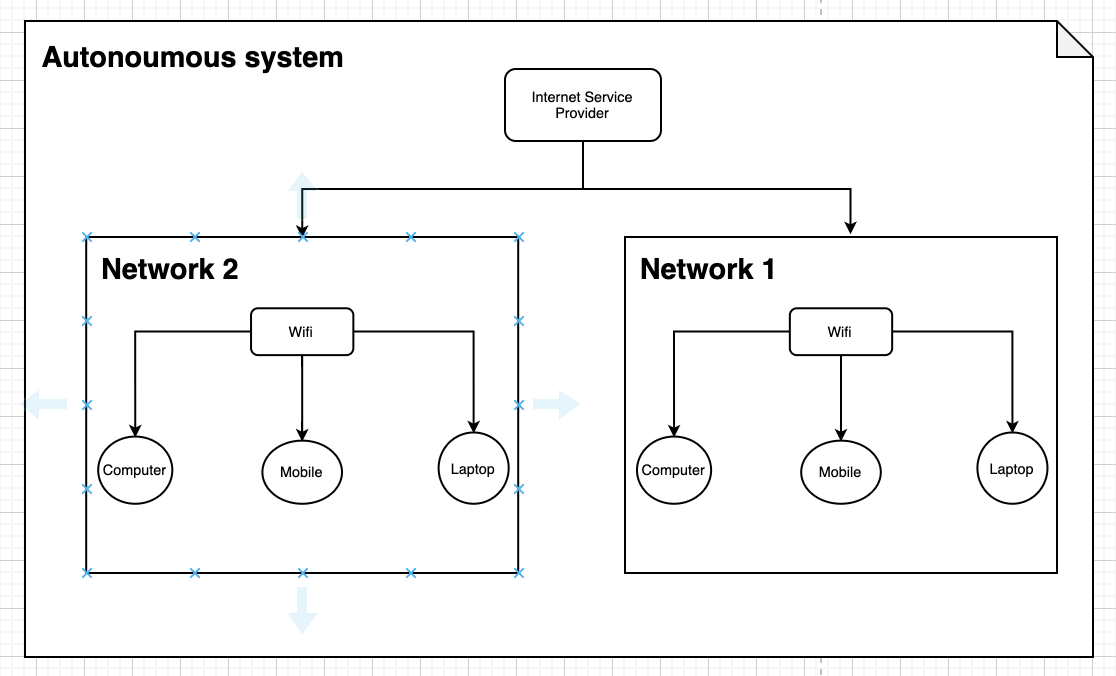 Autonoumous system
Internet Service
Provider
Network 2
Wifi
Computer
Mobile
Laptop
Network 1
Wifi
Computer
Mobile
Laptop